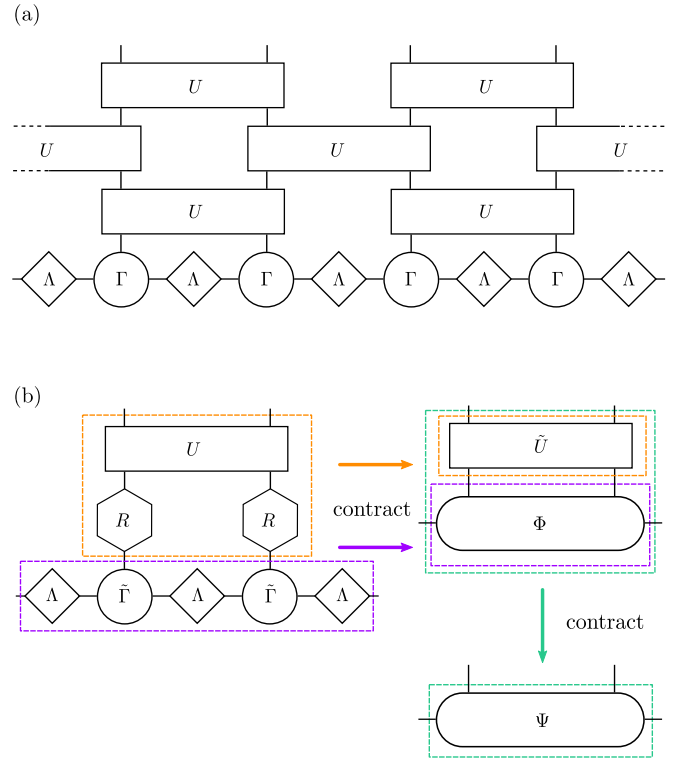 (a)
U U
U U U
U U
Λ Γ Λ Γ Λ Γ Λ Γ Λ
(b)
U Ũ
R R contract Φ
Λ Γ̃ Λ Γ̃ Λ
contract
Ψ